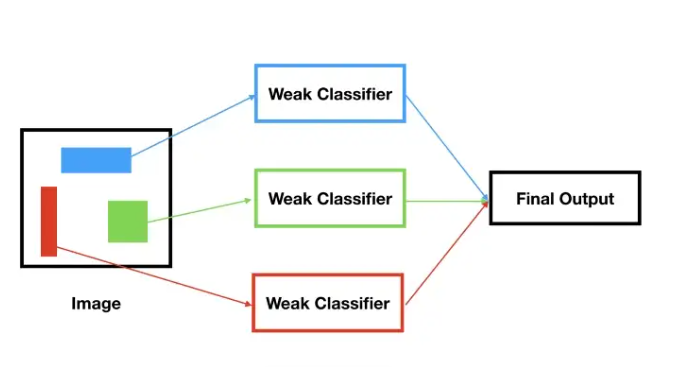 Weak Classifier
Weak Classifier
Final Output
Weak Classifier
Image